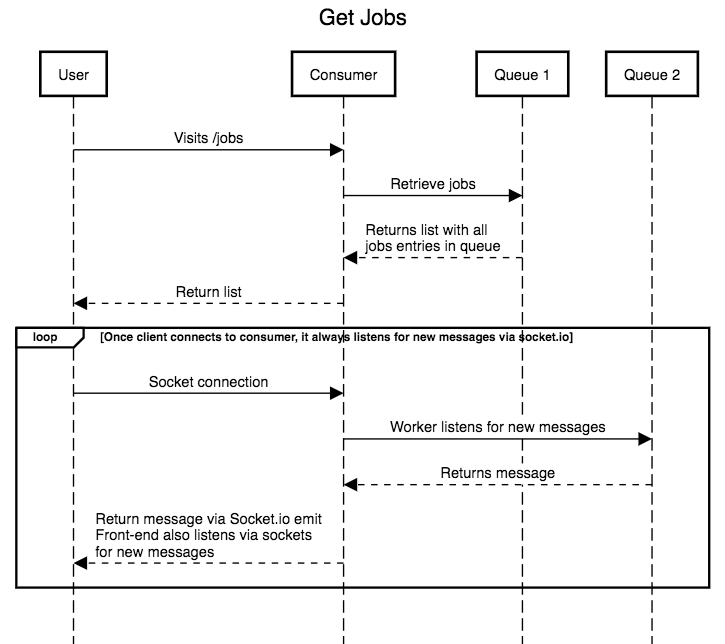 Get Jobs
User
Consumer
Queue 1
Queue 2
Visits /jobs
Retrieve jobs
Returns list with all
jobs entries in queue
Return list
loop
[Once client connects to consumer, it always listens for new messages via socket.io]
Socket connection
Worker listens for new messages
Returns message
Return message via Socket.io emit
Front-end also listens via sockets
for new messages